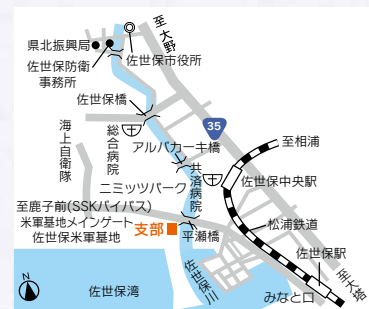 至大野
県北振興局
佐世保市役所
佐世保防衛
事務所
佐世保橋
35
海上自衛隊
総合病院
アルバカーキ橋
至相浦
共済病院
佐世保中央駅
ニミッツパーク
至鹿子前(SSKバイパス)
米軍基地メインゲート
佐世保米軍基地
支部
平瀬橋
松浦鉄道
佐世保駅
至大塔
佐世保川
みなと口
N
佐世保湾